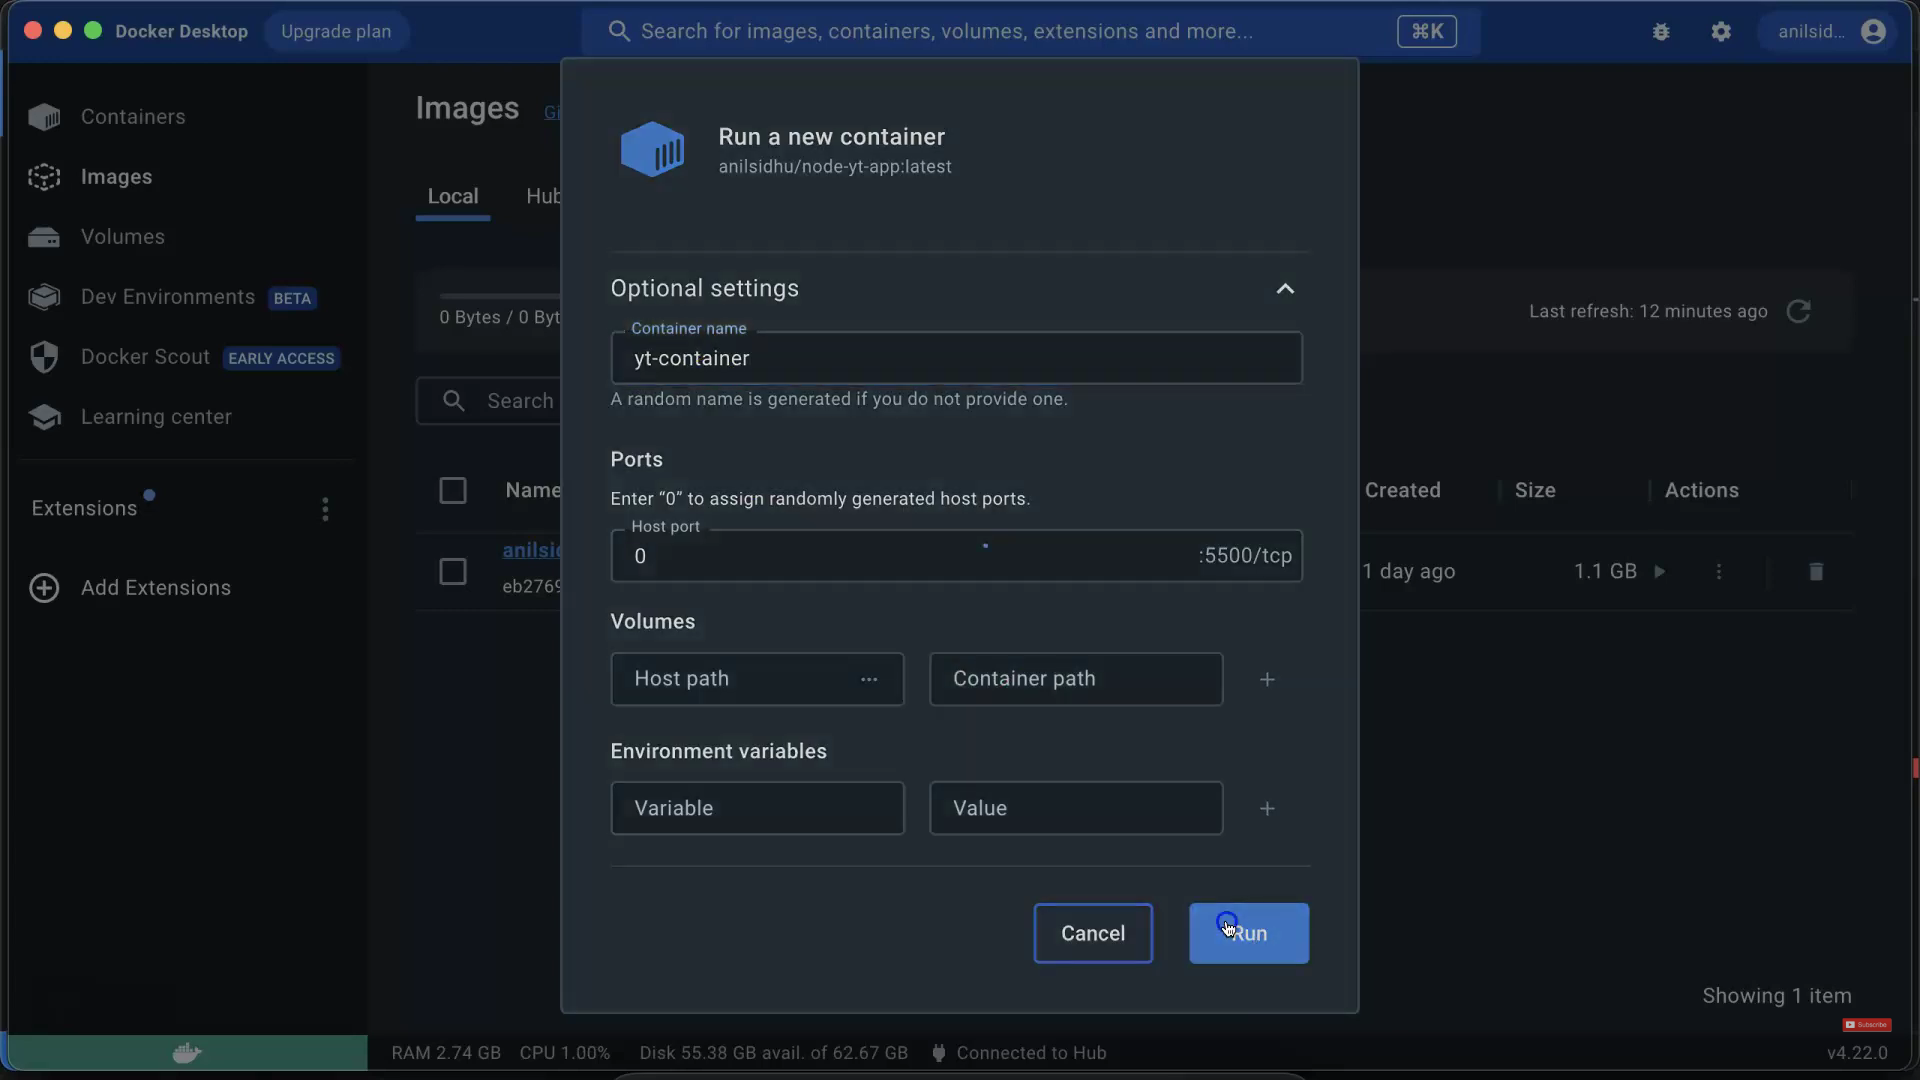 Docker Desktop
Upgrade plan
Search for images, containers, volumes, extensions and more...
⌘K
anilsid...
Containers
Images
Volumes
Dev Environments BETA
Docker Scout EARLY ACCESS
Learning center
Extensions
Add Extensions
Images Gi
Local Hub
0 Bytes / 0 Byt
Last refresh: 12 minutes ago
Search
Name
Created
Size
Actions
anilsid
eb2769
1 day ago
1.1 GB
Run a new container
anilsidhu/node-yt-app:latest
Optional settings
Container name
yt-container
A random name is generated if you do not provide one.
Ports
Enter “0” to assign randomly generated host ports.
Host port
0
:5500/tcp
Volumes
Host path ...
Container path
+
Environment variables
Variable
Value
+
Cancel
Run
Showing 1 item
Subscribe
RAM 2.74 GB CPU 1.00% Disk 55.38 GB avail. of 62.67 GB Connected to Hub
v4.22.0